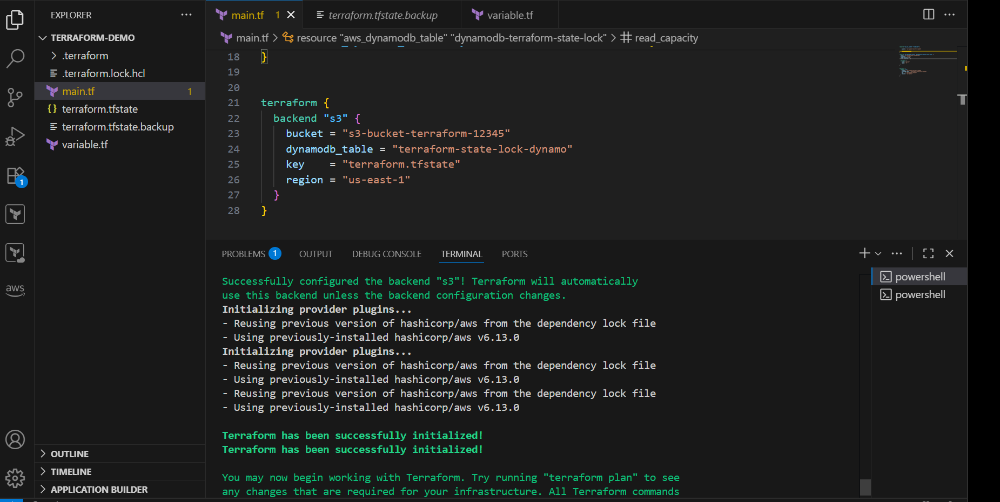 EXPLORER
TERRAFORM-DEMO
.terraform
.terraform.lock.hcl
main.tf 1
terraform.tfstate
terraform.tfstate.backup
variable.tf
1
aws
OUTLINE
TIMELINE
APPLICATION BUILDER
main.tf 1 terraform.tfstate.backup variable.tf
main.tf > resource "aws_dynamodb_table" "dynamodb-terraform-state-lock" > read_capacity
18 }
19
20
21 terraform {
22 backend "s3" {
23 bucket = "s3-bucket-terraform-12345"
24 dynamodb_table = "terraform-state-lock-dynamo"
25 key = "terraform.tfstate"
26 region = "us-east-1"
27 }
28 }
PROBLEMS 1 OUTPUT DEBUG CONSOLE TERMINAL PORTS
Successfully configured the backend "s3"! Terraform will automatically
use this backend unless the backend configuration changes.
Initializing provider plugins...
- Reusing previous version of hashicorp/aws from the dependency lock file
- Using previously-installed hashicorp/aws v6.13.0
Initializing provider plugins...
- Reusing previous version of hashicorp/aws from the dependency lock file
- Using previously-installed hashicorp/aws v6.13.0
- Reusing previous version of hashicorp/aws from the dependency lock file
- Using previously-installed hashicorp/aws v6.13.0
Terraform has been successfully initialized!
Terraform has been successfully initialized!
You may now begin working with Terraform. Try running "terraform plan" to see
any changes that are required for your infrastructure. All Terraform commands
powershell
powershell